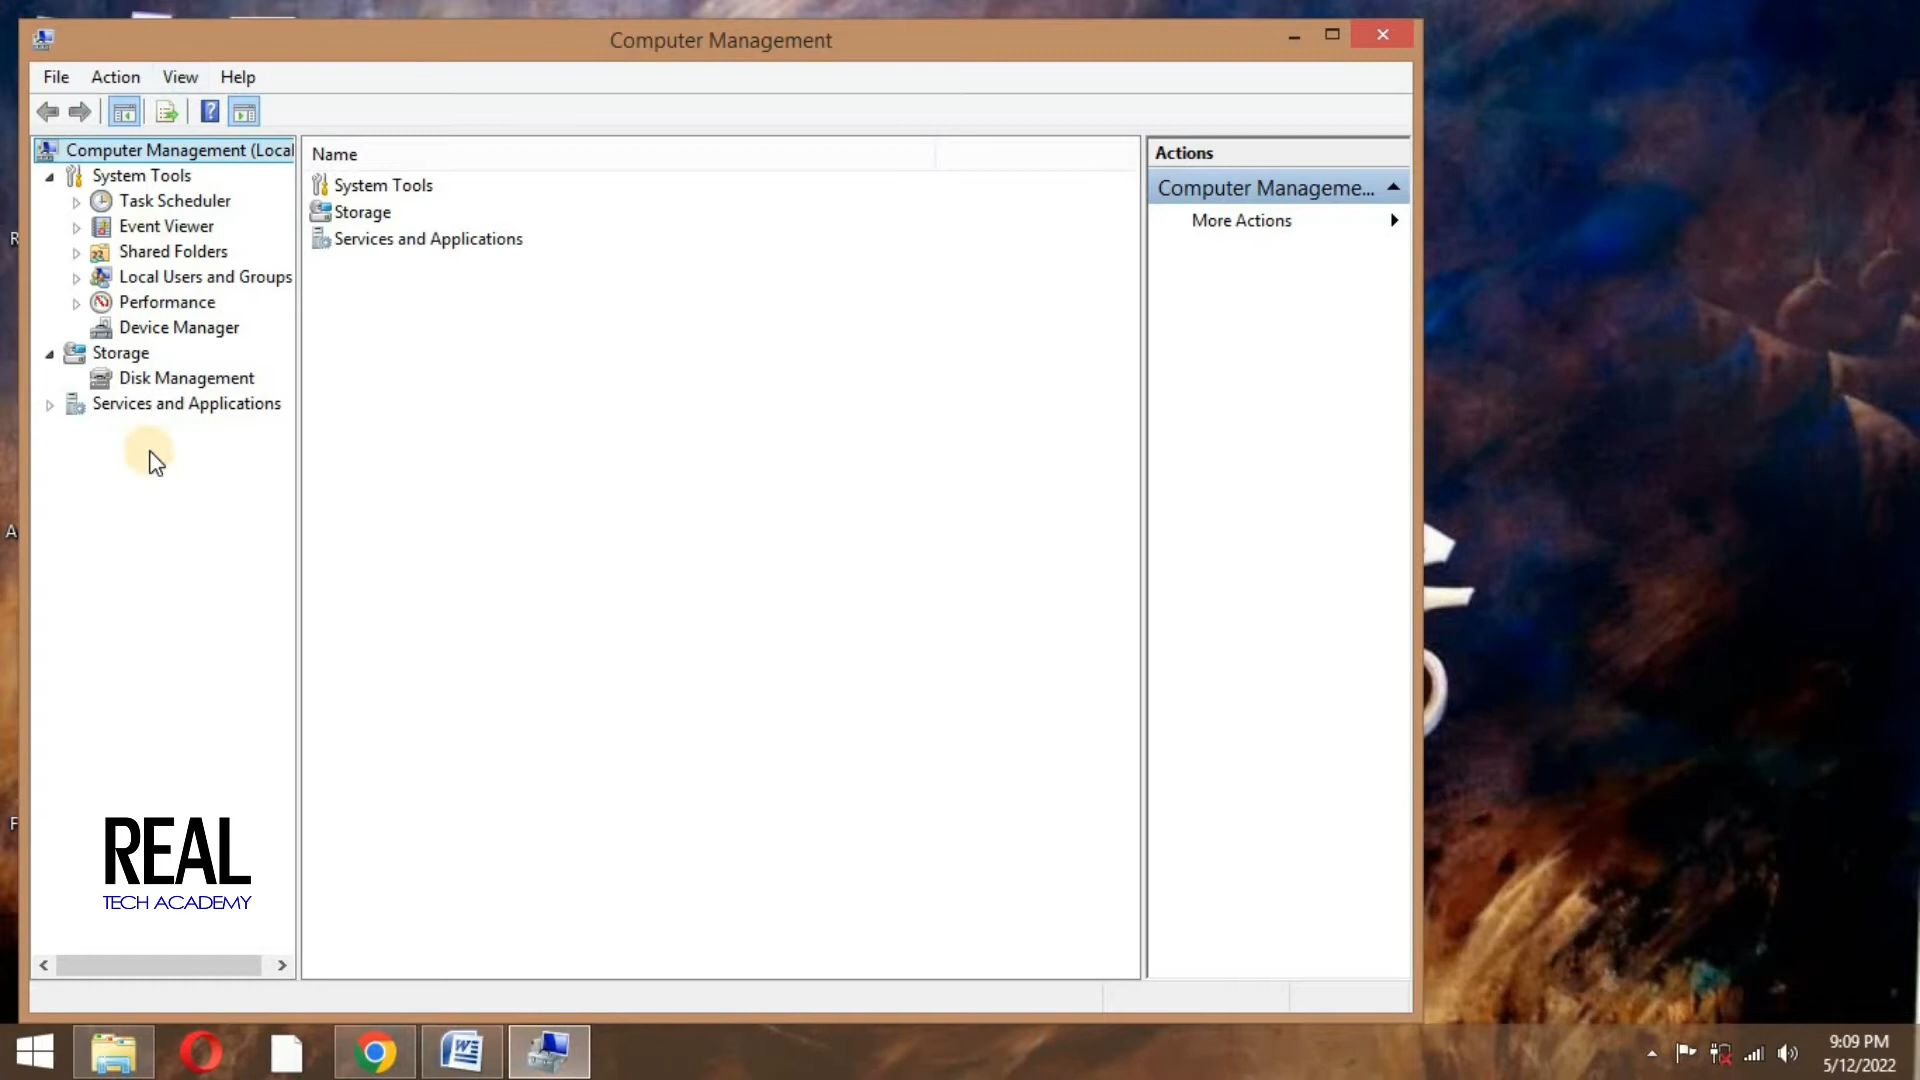 Computer Management
File Action View Help
Computer Management (Local
System Tools
Task Scheduler
Event Viewer
Shared Folders
Local Users and Groups
Performance
Device Manager
Storage
Disk Management
Services and Applications
Name
System Tools
Storage
Services and Applications
Actions
Computer Manageme...
More Actions
R
A
F
REAL
TECH ACADEMY
9:09 PM
5/12/2022